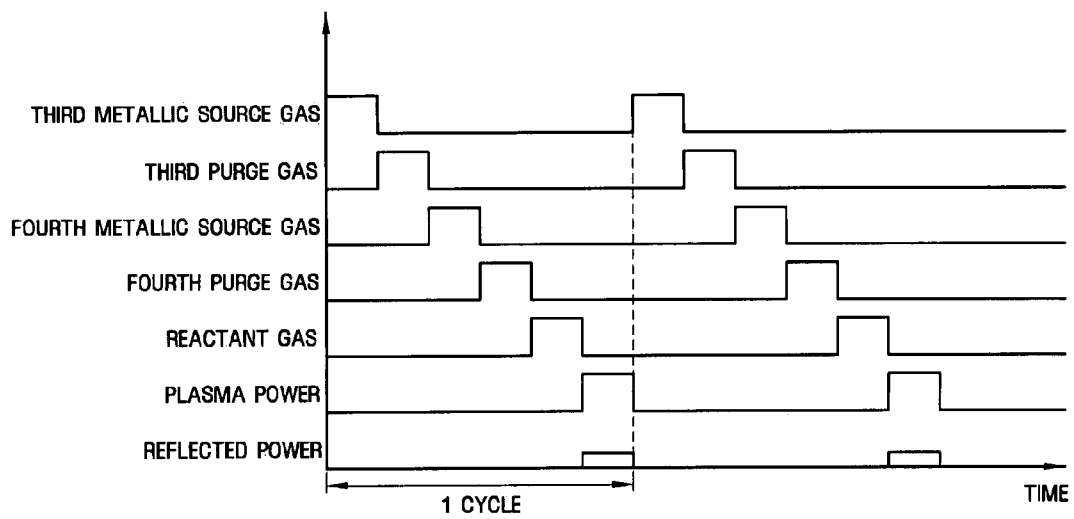 THIRD METALLIC SOURCE GAS
THIRD PURGE GAS
FOURTH METALLIC SOURCE GAS
FOURTH PURGE GAS
REACTANT GAS
PLASMA POWER
REFLECTED POWER
1 CYCLE
TIME